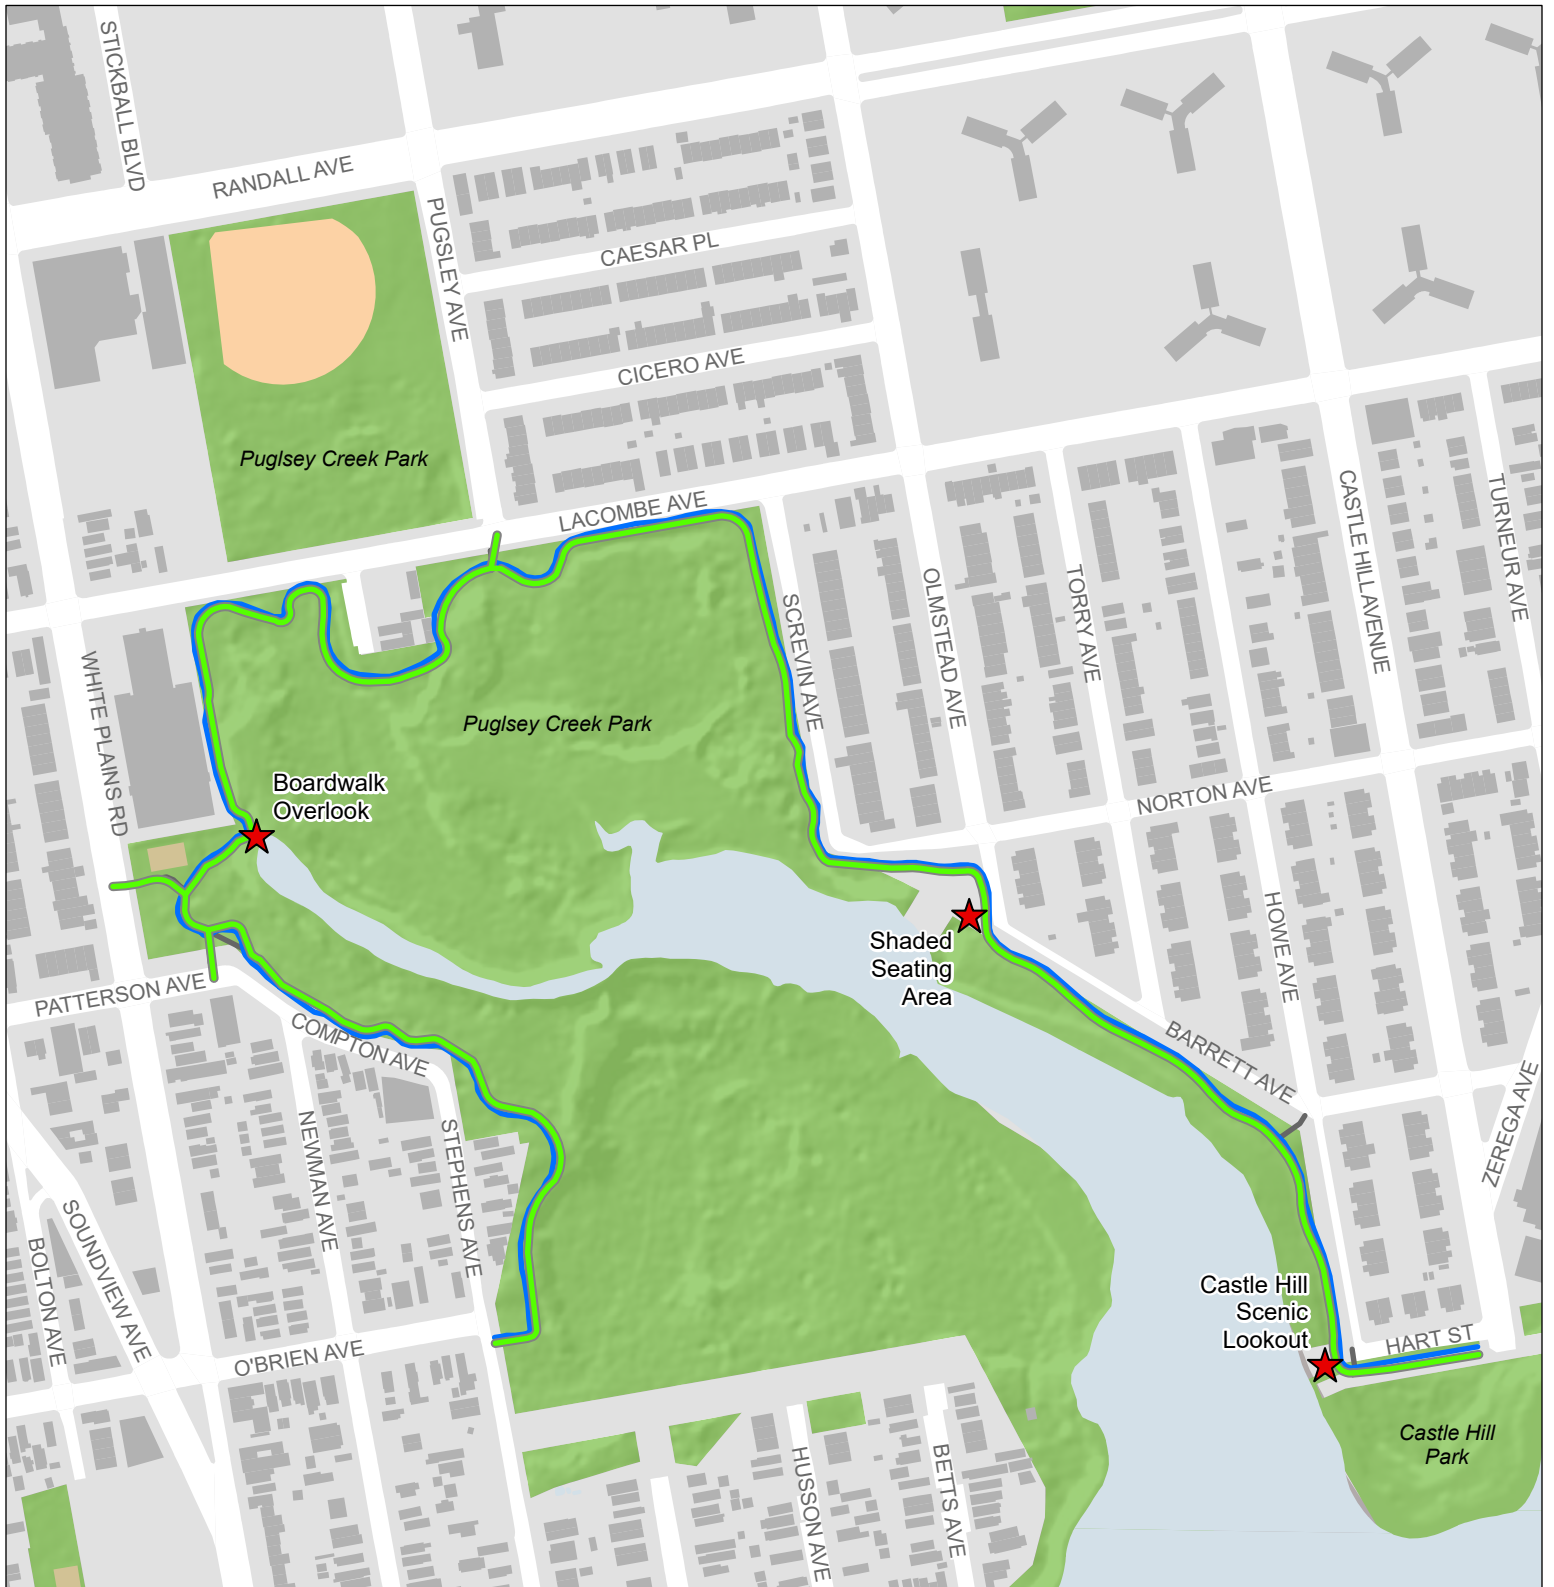 STICKBALL BLVD
RANDALL AVE
PUGSLEY AVE
CAESAR PL
CICERO AVE
Puglsey Creek Park
LACOMBE AVE
CASTLE HILL AVENUE
TURNEUR AVE
OLMSTEAD AVE
TORRY AVE
SCREVIN AVE
WHITE PLAINS RD
Puglsey Creek Park
Boardwalk
Overlook
NORTON AVE
HOWE AVE
Shaded
Seating
Area
PATTERSON AVE
COMPTON AVE
BARRETT AVE
ZEREGA AVE
NEWMAN AVE
STEPHENS AVE
SOUNDVIEW AVE
BOLTON AVE
Castle Hill
Scenic
Lookout
HART ST
O'BRIEN AVE
Castle Hill
Park
HUSSON AVE
BETTS AVE